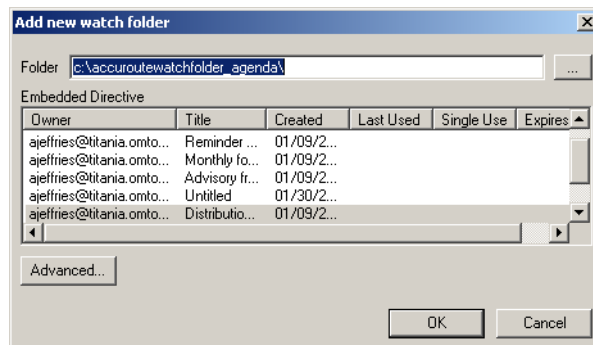 Add new watch folder
Folder c:\accuroutewatchfolder_agenda\ ...
Embedded Directive
Owner Title Created Last Used Single Use Expires
ajeffries@titania.omto... Reminder ... 01/09/2...
ajeffries@titania.omto... Monthly fo... 01/09/2...
ajeffries@titania.omto... Advisory fr... 01/09/2...
ajeffries@titania.omto... Untitled 01/30/2...
ajeffries@titania.omto... Distributio... 01/09/2...
Advanced...
OK Cancel